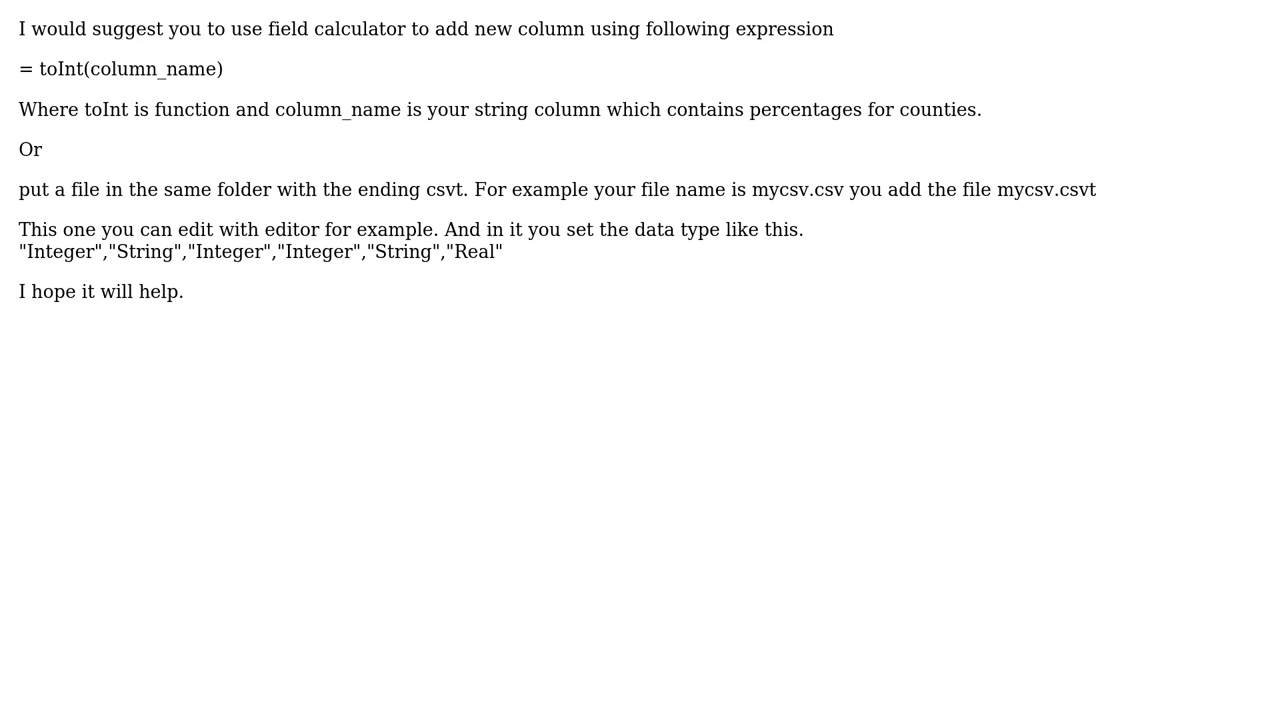 I would suggest you to use field calculator to add new column using following expression
= toInt(column_name)
Where toInt is function and column_name is your string column which contains percentages for counties.
Or
put a file in the same folder with the ending csvt. For example your file name is mycsv.csv you add the file mycsv.csvt
This one you can edit with editor for example. And in it you set the data type like this.
"Integer","String","Integer","Integer","String","Real"
I hope it will help.